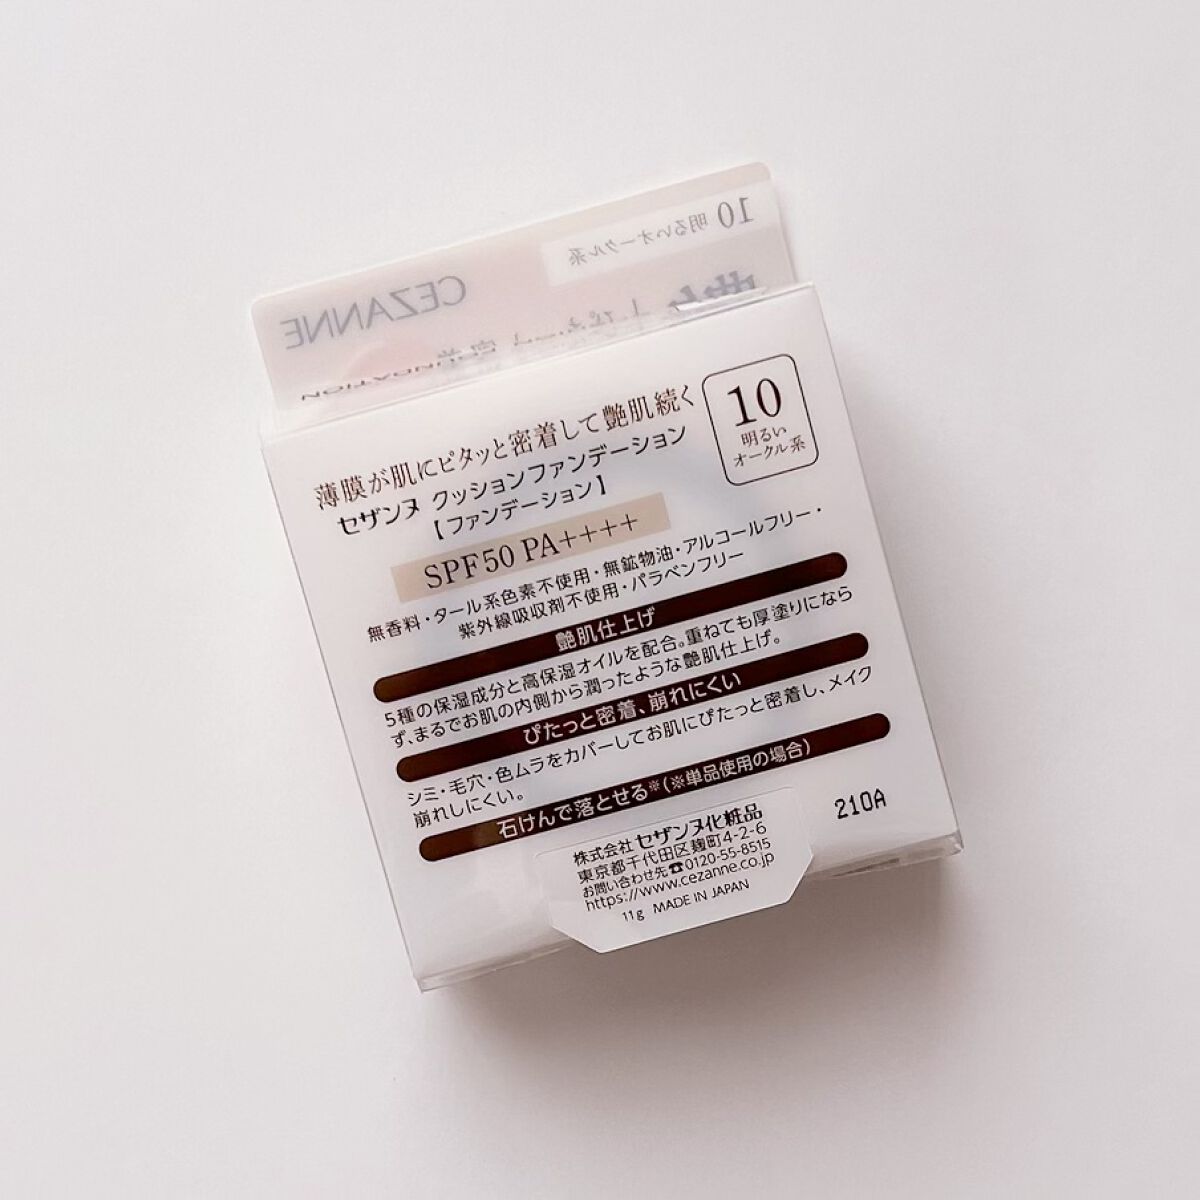 10 明るいオークル系
CEZANNE
薄膜が肌にピタッと密着して艶肌続く
セザンヌ クッションファンデーション
【ファンデーション】
10
明るい
オークル系
SPF50 PA++++
無香料・タール系色素不使用・無鉱物油・アルコールフリー・
紫外線吸収剤不使用・パラベンフリー
艶肌仕上げ
5種の保湿成分と高保湿オイルを配合。重ねても厚塗りになら
ず、まるでお肌の内側から潤ったような艶肌仕上げ。
ぴたっと密着、崩れにくい
シミ・毛穴・色ムラをカバーしてお肌にぴたっと密着し、メイク
崩れしにくい。
石けんで落とせる※(※単品使用の場合)
210A
株式会社 セザンヌ化粧品
東京都千代田区麹町4-2-6
お問い合わせ先☎0120-55-8515
https://www.cezanne.co.jp
11g MADE IN JAPAN